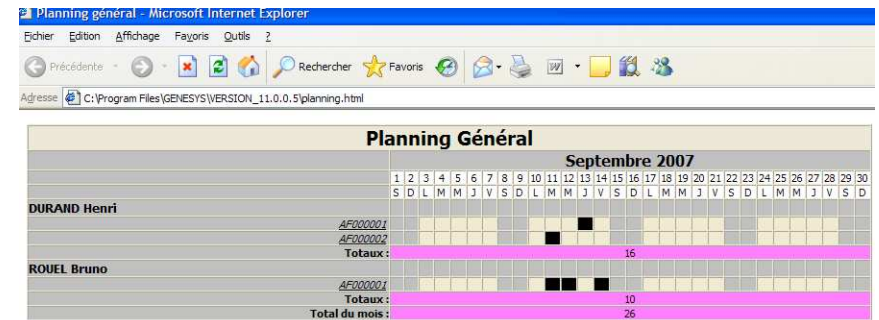 Planning général - Microsoft Internet Explorer
Fichier Edition Affichage Favoris Outils ?
Précédente Rechercher Favoris
Adresse C:\Program Files\GENESYS\VERSION_11.0.0.5\planning.html
Planning Général
Septembre 2007
1 2 3 4 5 6 7 8 9 10 11 12 13 14 15 16 17 18 19 20 21 22 23 24 25 26 27 28 29 30
S D L M M J V S D L M M J V S D L M M J V S D L M M J V S D
DURAND Henri
AF000001
AF000002
Totaux : 16
ROUEL Bruno
AF000001
Totaux : 10
Total du mois : 26